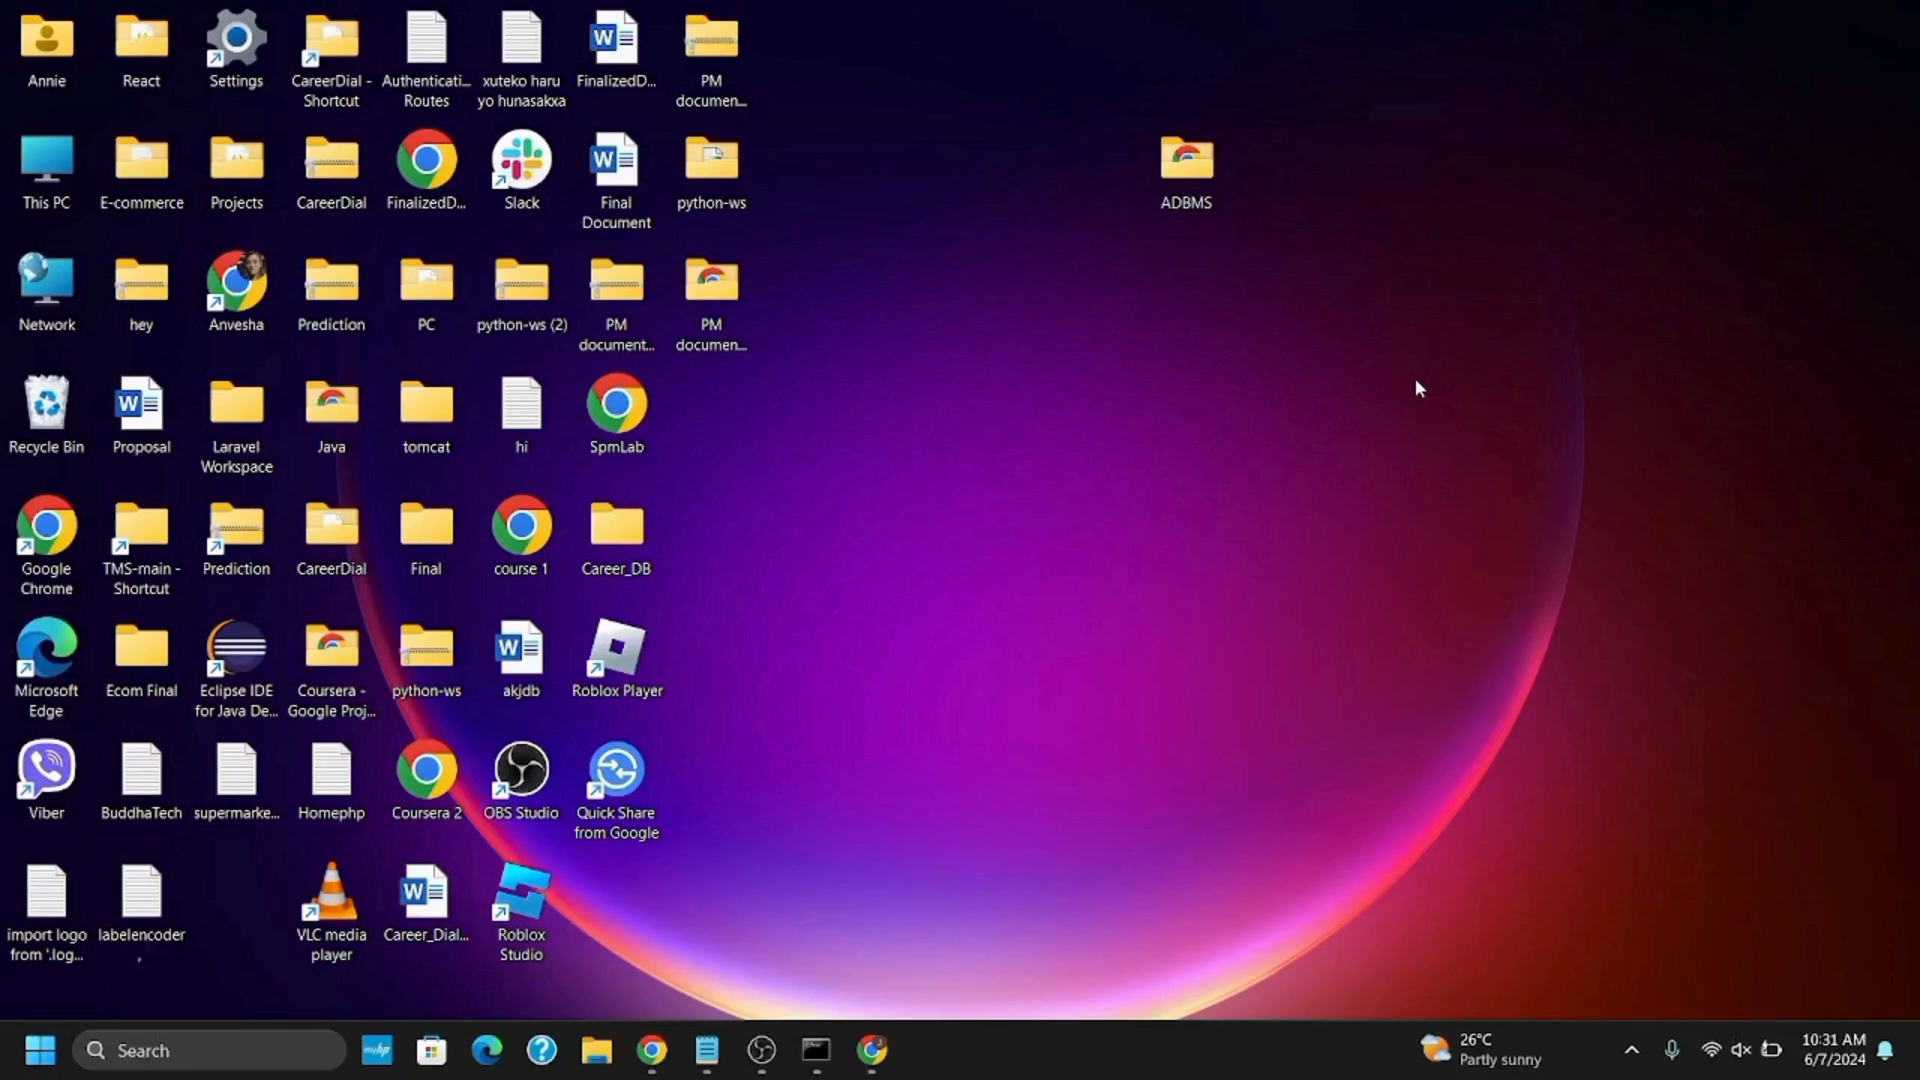 Annie
React
Settings
CareerDial -
Shortcut
Authenticati...
Routes
xuteko haru
yo hunasakxa
FinalizedD...
PM
documen...
This PC
E-commerce
Projects
CareerDial
FinalizedD...
Slack
Final
Document
python-ws
ADBMS
Network
hey
Anvesha
Prediction
PC
python-ws (2)
PM
document...
PM
documen...
Recycle Bin
Proposal
Laravel
Workspace
Java
tomcat
hi
SpmLab
Google
Chrome
TMS-main -
Shortcut
Prediction
CareerDial
Final
course 1
Career_DB
Microsoft
Edge
Ecom Final
Eclipse IDE
for Java De...
Coursera -
Google Proj...
python-ws
akjdb
Roblox Player
Viber
BuddhaTech
supermarke...
Homephp
Coursera 2
OBS Studio
Quick Share
from Google
import logo
from '.log...
labelencoder
,
VLC media
player
Career_Dial...
Roblox
Studio
Search
myhp
26°C
Partly sunny
10:31 AM
6/7/2024